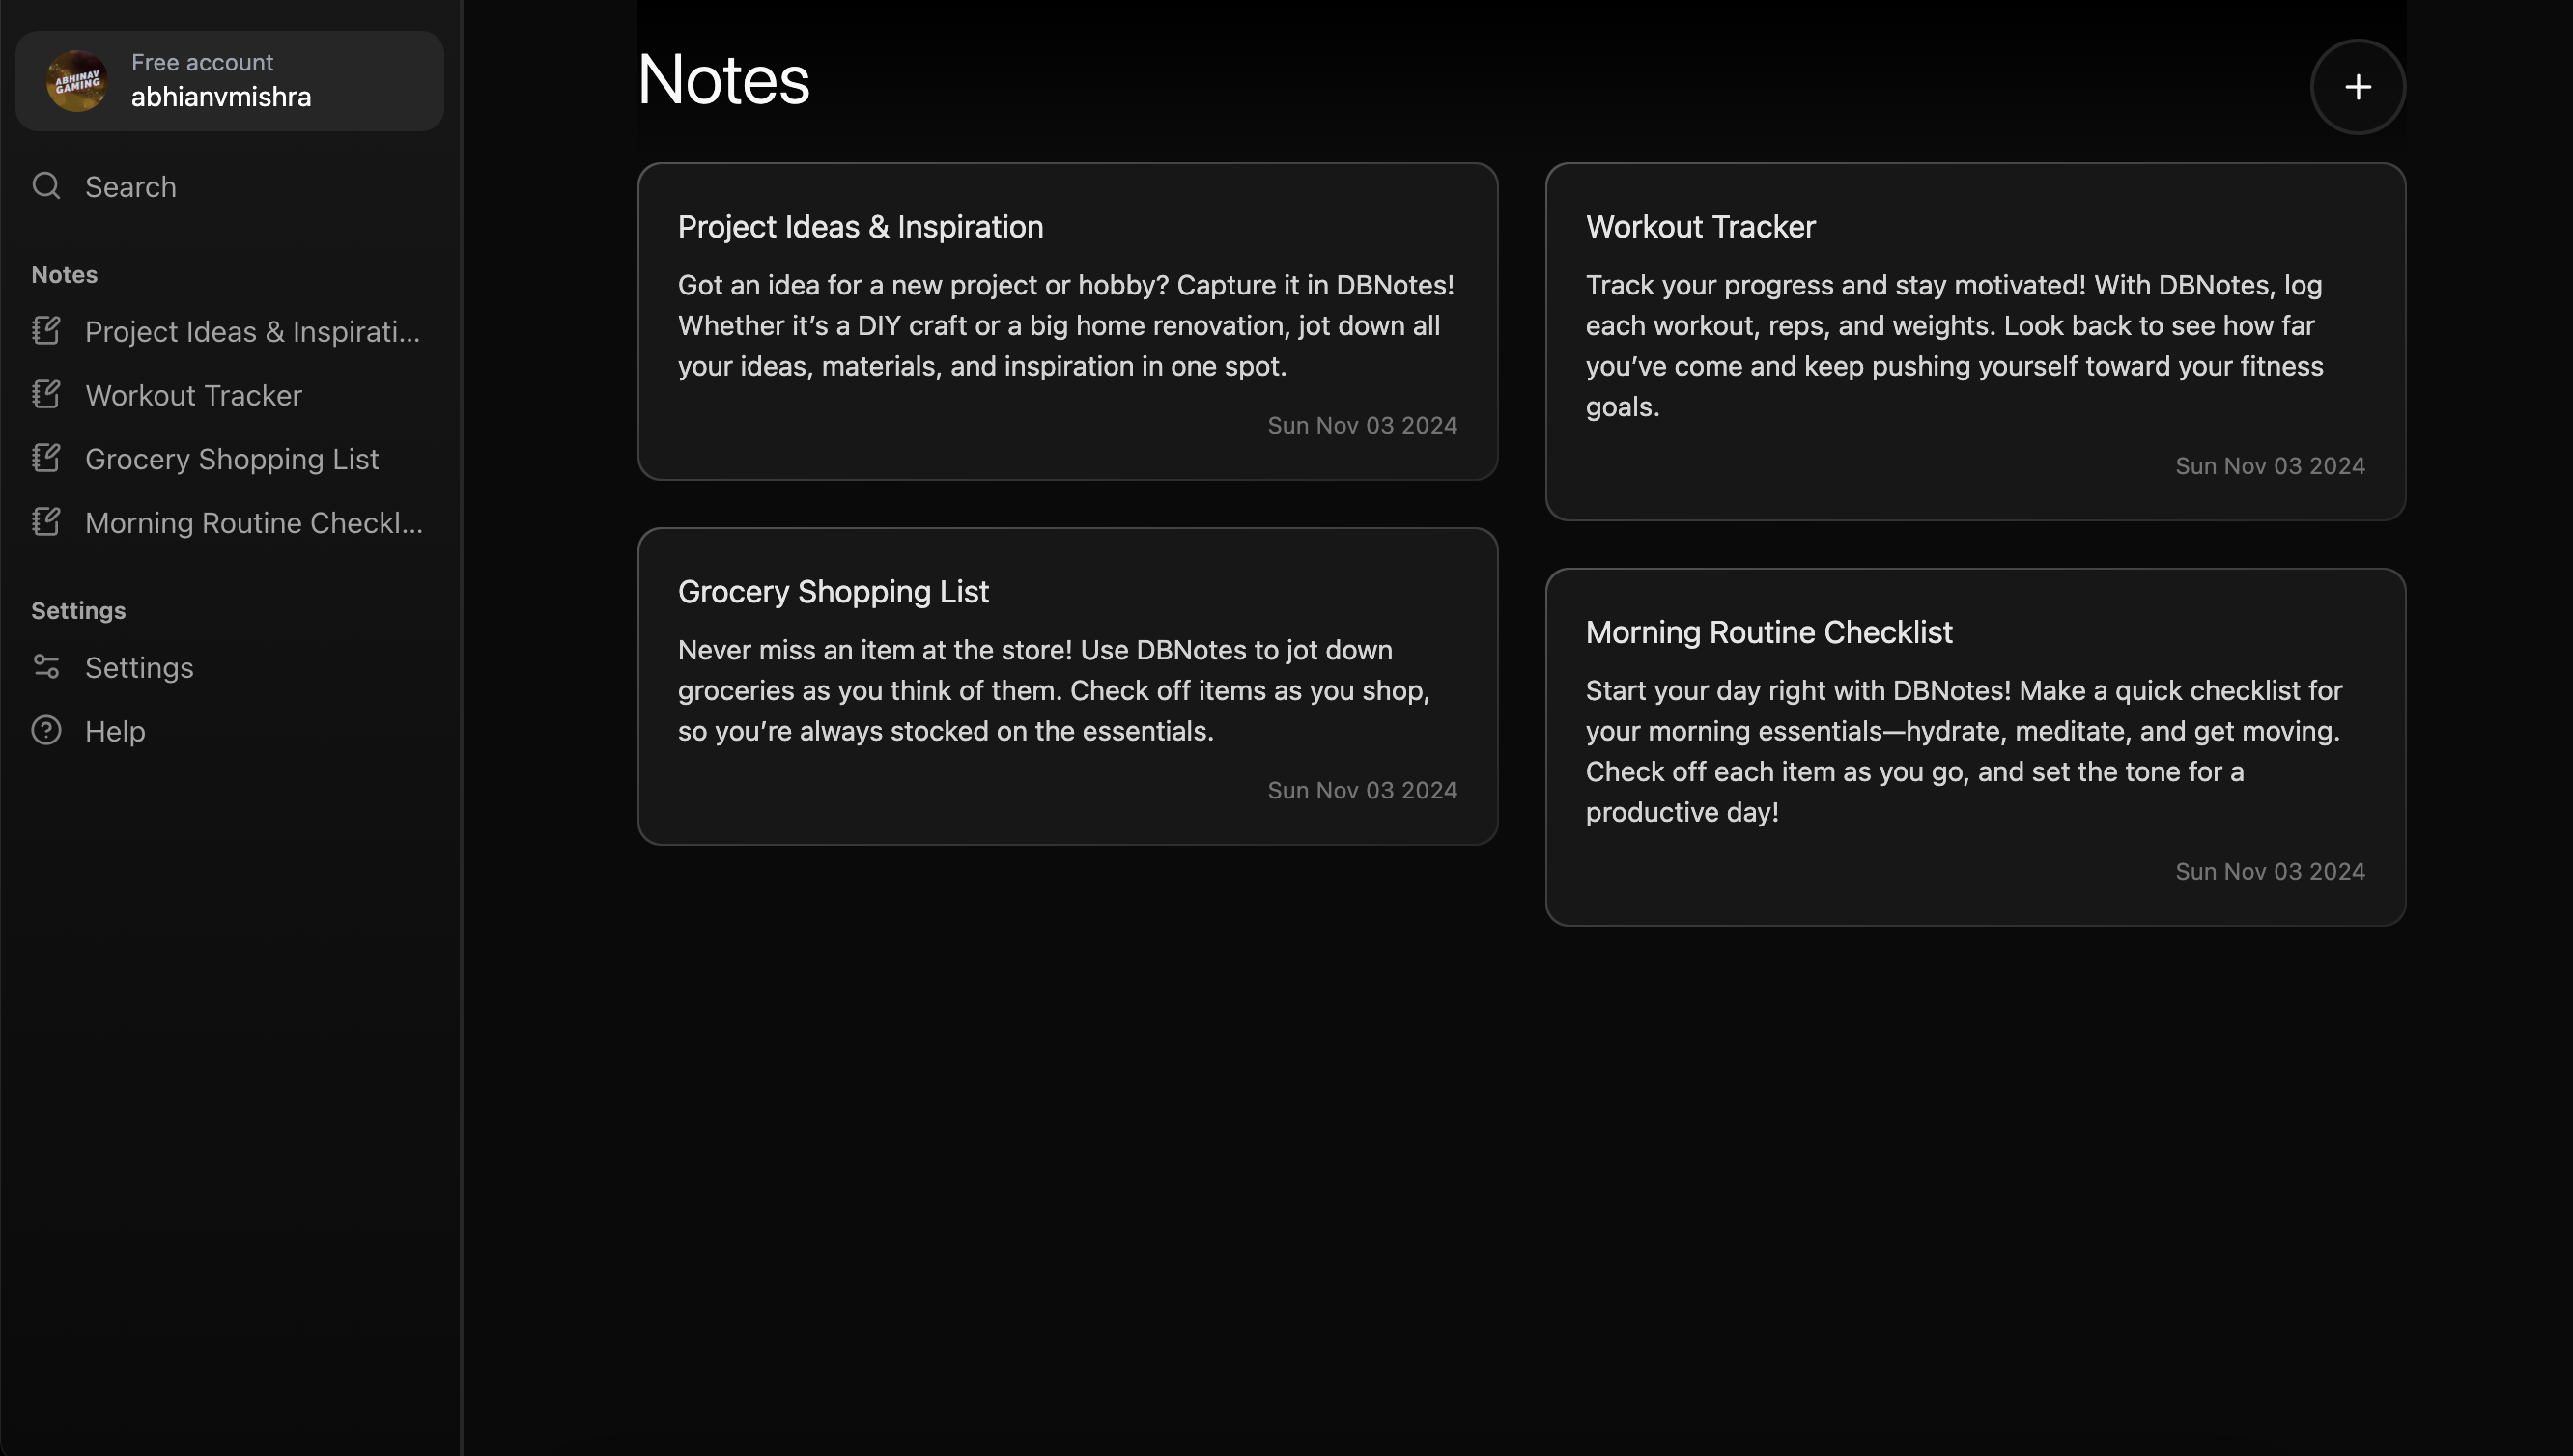 ABHINAV
GAMING
Free account
abhianvmishra
Search
Notes
Project Ideas & Inspirati...
Workout Tracker
Grocery Shopping List
Morning Routine Checkl...
Settings
Settings
Help
Notes
Project Ideas & Inspiration
Got an idea for a new project or hobby? Capture it in DBNotes!
Whether it’s a DIY craft or a big home renovation, jot down all
your ideas, materials, and inspiration in one spot.
Sun Nov 03 2024
Grocery Shopping List
Never miss an item at the store! Use DBNotes to jot down
groceries as you think of them. Check off items as you shop,
so you’re always stocked on the essentials.
Sun Nov 03 2024
Workout Tracker
Track your progress and stay motivated! With DBNotes, log
each workout, reps, and weights. Look back to see how far
you’ve come and keep pushing yourself toward your fitness
goals.
Sun Nov 03 2024
Morning Routine Checklist
Start your day right with DBNotes! Make a quick checklist for
your morning essentials—hydrate, meditate, and get moving.
Check off each item as you go, and set the tone for a
productive day!
Sun Nov 03 2024